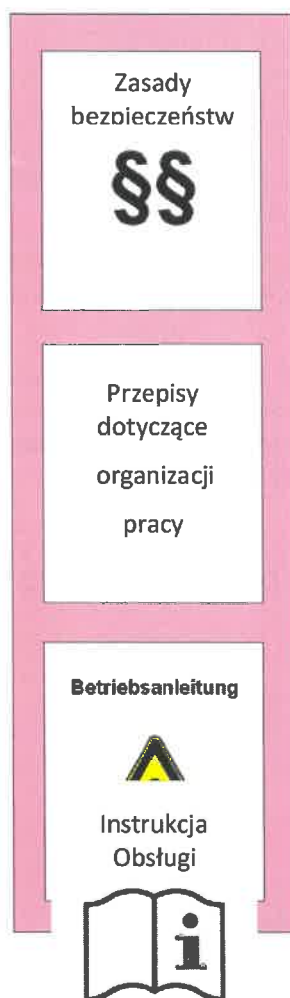 Zasady
bezpieczeństw
§§
Przepisy
dotyczące
organizacji
pracy
Betriebsanleitung
Instrukcja
Obsługi
i